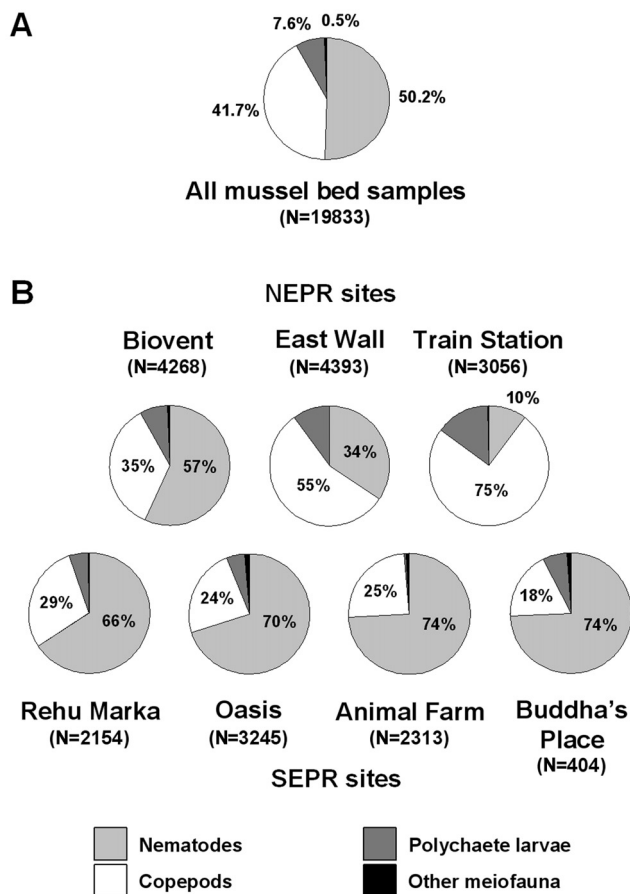 A
7.6% 0.5%
41.7% 50.2%
All mussel bed samples
(N=19833)
B
NEPR sites
Biovent East Wall Train Station
(N=4268) (N=4393) (N=3056)
10%
35% 57% 34%
55% 75%
29% 66% 24% 70% 25% 74% 18% 74%
Rehu Marka Oasis Animal Farm Buddha's
(N=2154) (N=3245) (N=2313) Place
(N=404)
SEPR sites
Nematodes Polychaete larvae
Copepods Other meiofauna